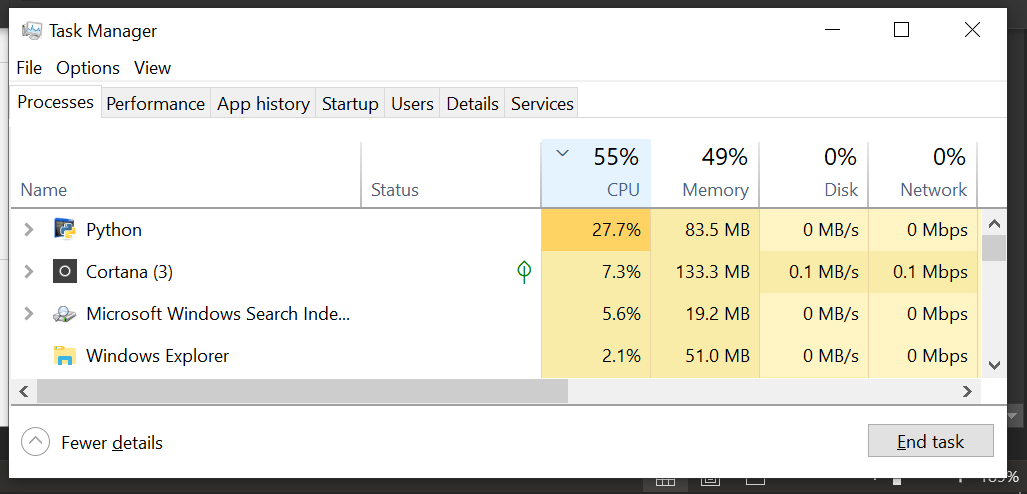 Task Manager
File Options View
Processes Performance App history Startup Users Details Services
55% 49% 0% 0%
Name Status CPU Memory Disk Network
Python 27.7% 83.5 MB 0 MB/s 0 Mbps
Cortana (3) 7.3% 133.3 MB 0.1 MB/s 0.1 Mbps
Microsoft Windows Search Inde... 5.6% 19.2 MB 0 MB/s 0 Mbps
Windows Explorer 2.1% 51.0 MB 0 MB/s 0 Mbps
Fewer details End task